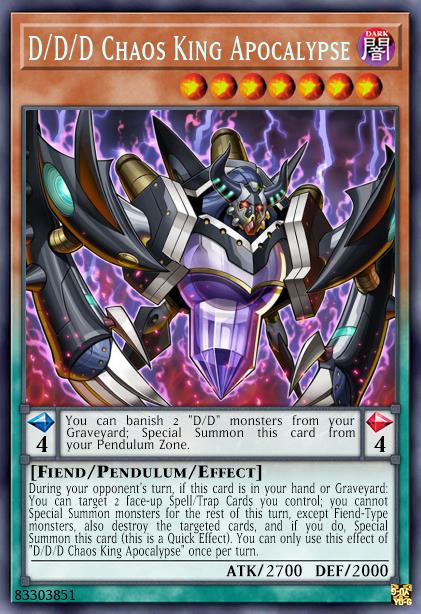 D/D/D Chaos King Apocalypse
DARK
闇
You can banish 2 "D/D" monsters from your
Graveyard; Special Summon this card from
your Pendulum Zone.
4
4
[Fiend/Pendulum/Effect]
During your opponent's turn, if this card is in your hand or Graveyard:
You can target 2 face-up Spell/Trap Cards you control; you cannot
Special Summon monsters for the rest of this turn, except Fiend-Type
monsters, also destroy the targeted cards, and if you do, Special
Summon this card (this is a Quick Effect). You can only use this effect of
"D/D/D Chaos King Apocalypse" once per turn.
ATK/2700 DEF/2000
83303851